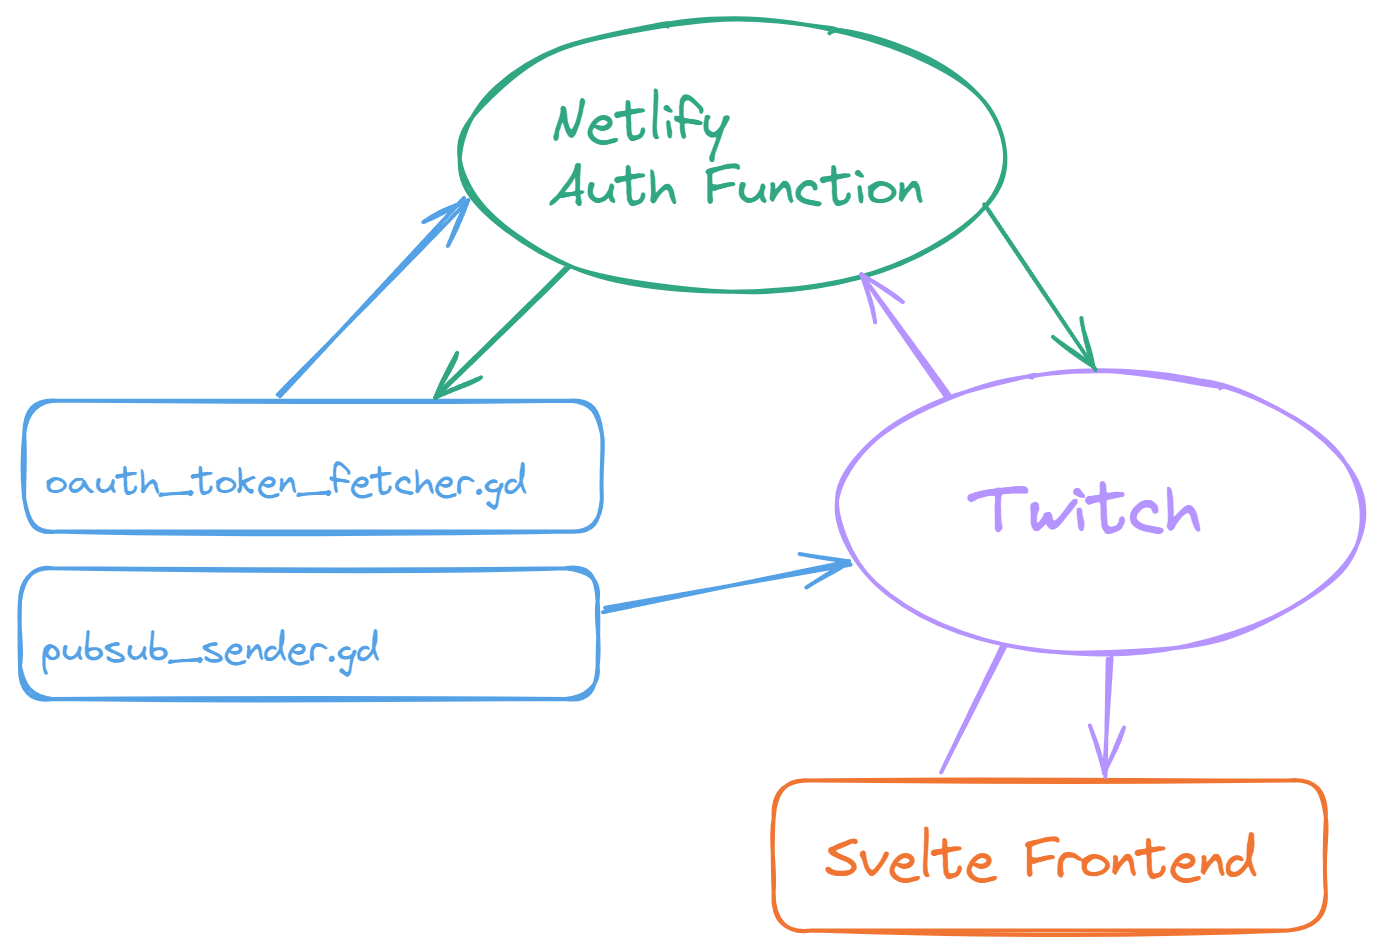 Netlify
Auth Function
oauth_token_fetcher.gd
Twitch
pubsub_sender.gd
Svelte Frontend